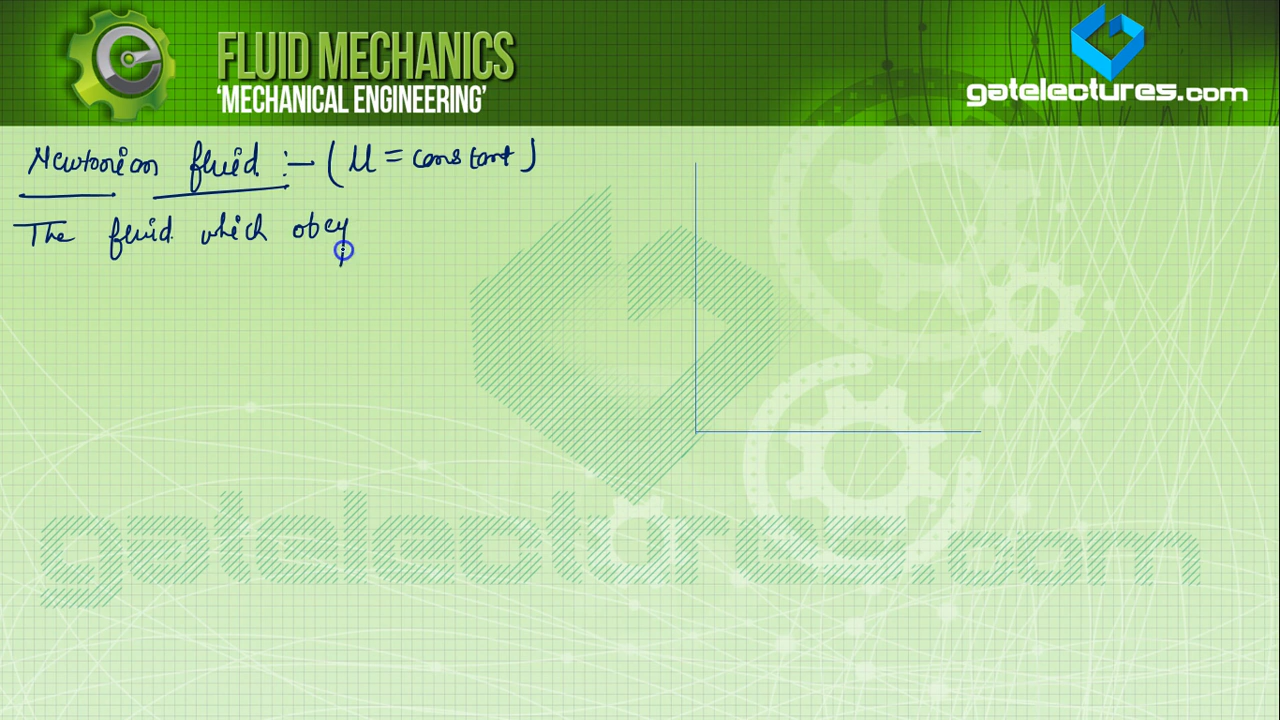 FLUID MECHANICS
'MECHANICAL ENGINEERING'
gatelectures.com
Newtonian fluid :- ( μ = constant )
The fluid which obey
gatelectures.com